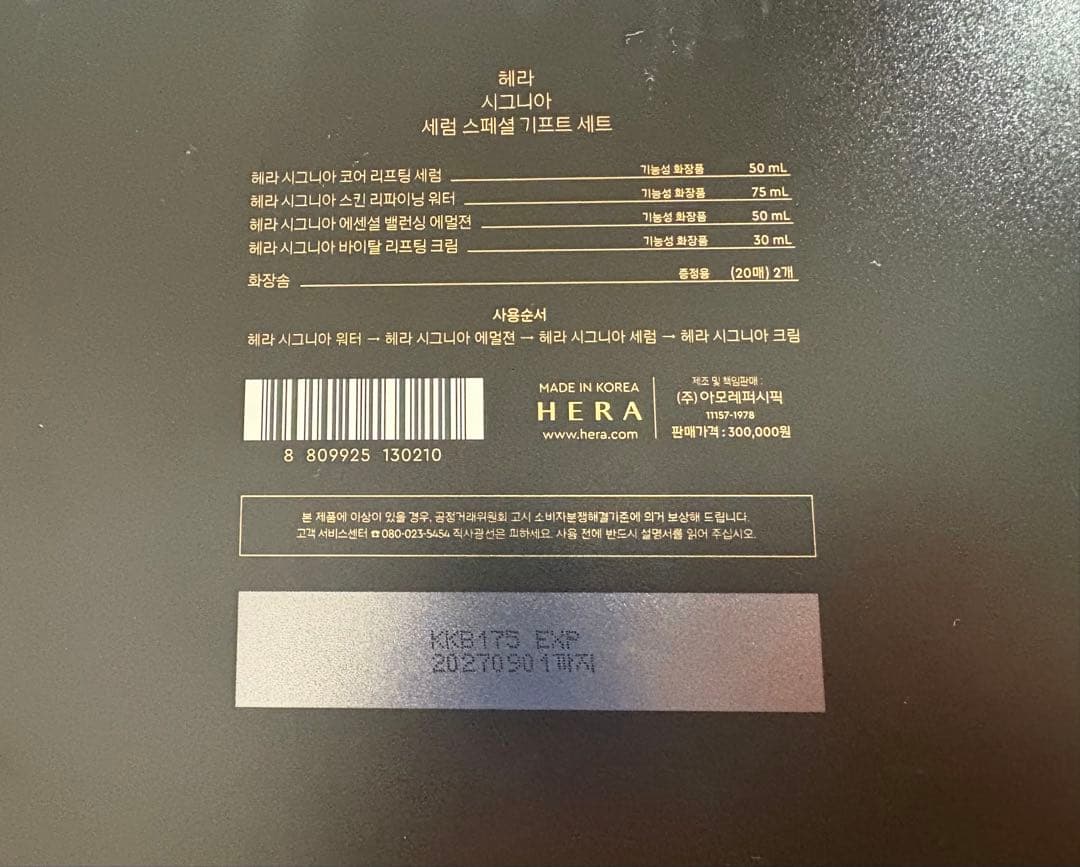 헤라
시그니아
세럼 스페셜 기프트 세트
헤라 시그니아 코어 리프팅 세럼 기능성 화장품 50 mL
헤라 시그니아 스킨 리파이닝 워터 기능성 화장품 75 mL
헤라 시그니아 에센셜 밸런싱 에멀젼 기능성 화장품 50 mL
헤라 시그니아 바이탈 리프팅 크림 기능성 화장품 30 mL
화장솜 증정용 (20매) 2개
사용순서
헤라 시그니아 워터 → 헤라 시그니아 에멀젼 → 헤라 시그니아 세럼 → 헤라 시그니아 크림
8 809925 130210
MADE IN KOREA
HERA
www.hera.com
제조 및 책임판매 :
(주) 아모레퍼시픽
11157-1978
판매가격 : 300,000원
본 제품에 이상이 있을 경우, 공정거래위원회 고시 소비자분쟁해결기준에 의거 보상해 드립니다.
고객 서비스센터 ☎080-023-5454 직사광선은 피하세요. 사용 전에 반드시 설명서를 읽어 주십시오.
KKB175 EXP
20270901까지